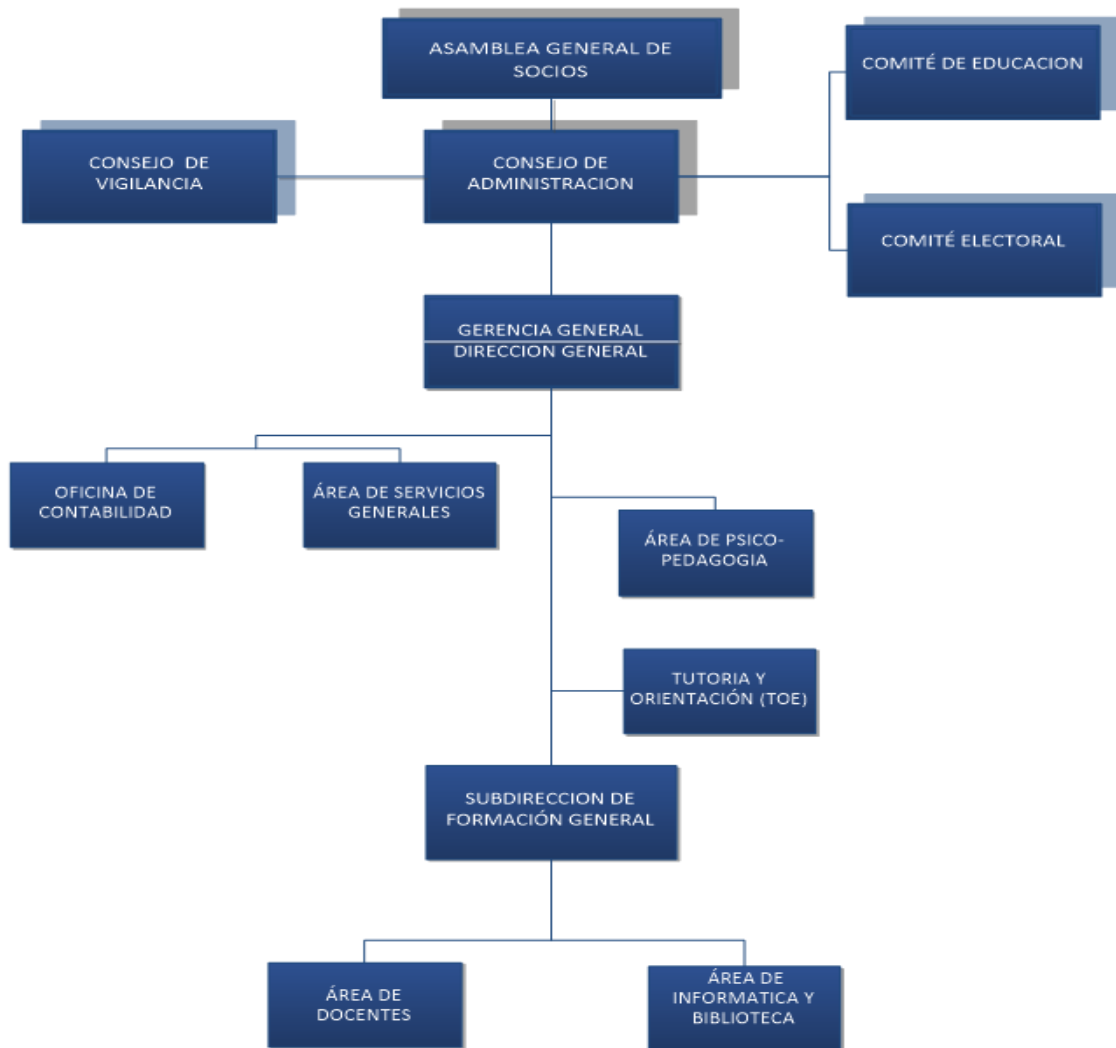 ASAMBLEA GENERAL DE
SOCIOS
COMITÉ DE EDUCACION
CONSEJO DE
VIGILANCIA
CONSEJO DE
ADMINISTRACION
COMITÉ ELECTORAL
GERENCIA GENERAL
DIRECCION GENERAL
OFICINA DE
CONTABILIDAD
ÁREA DE SERVICIOS
GENERALES
ÁREA DE PSICO-
PEDAGOGIA
TUTORIA Y
ORIENTACIÓN (TOE)
SUBDIRECCION DE
FORMACIÓN GENERAL
ÁREA DE
DOCENTES
ÁREA DE
INFORMATICA Y
BIBLIOTECA